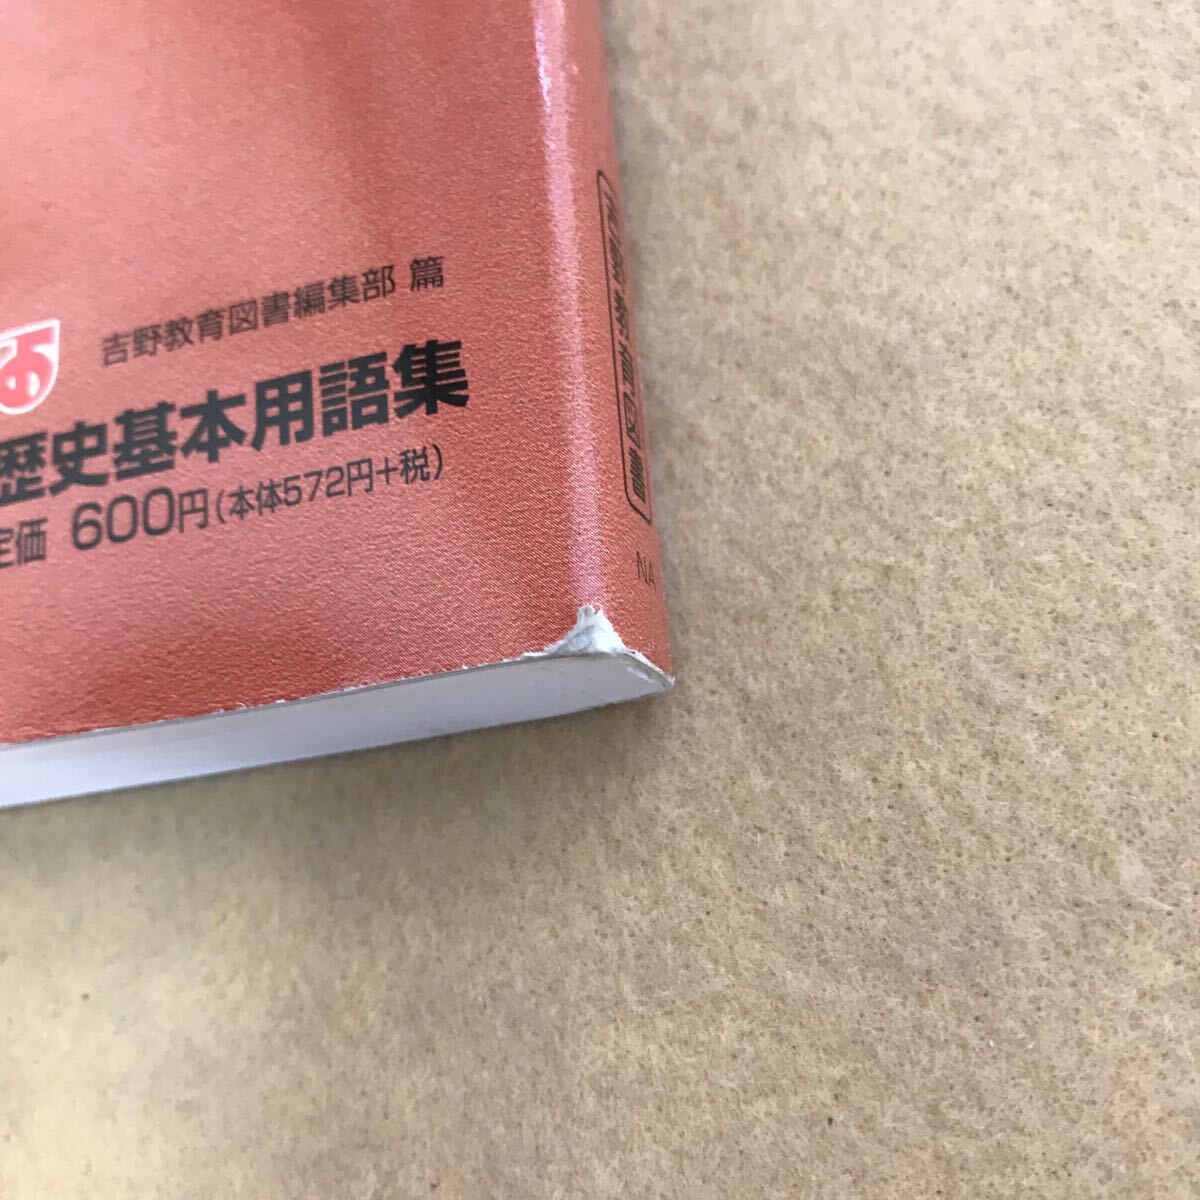 吉野教育図書編集部 篇
歴史基本用語集
定価 600円(本体572円+税)
吉野教育図書
NA